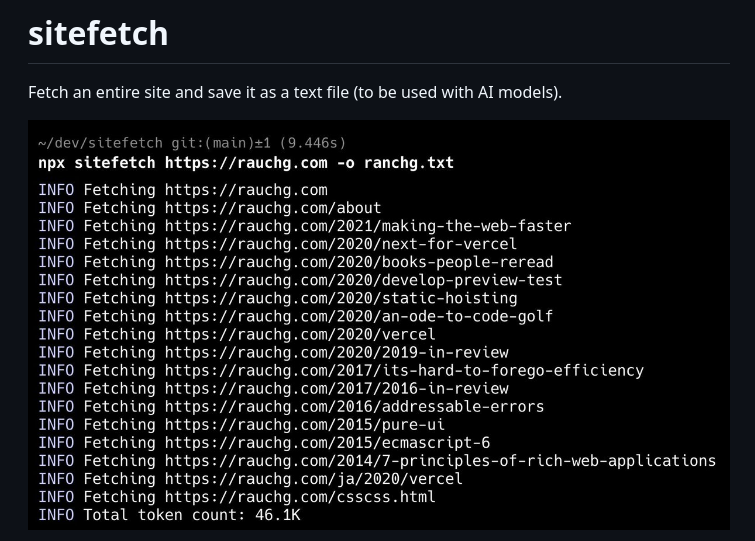 sitefetch
Fetch an entire site and save it as a text file (to be used with AI models).
~/dev/sitefetch git:(main)±1 (9.446s)
npx sitefetch https://rauchg.com -o ranchg.txt
INFO Fetching https://rauchg.com
INFO Fetching https://rauchg.com/about
INFO Fetching https://rauchg.com/2021/making-the-web-faster
INFO Fetching https://rauchg.com/2020/next-for-vercel
INFO Fetching https://rauchg.com/2020/books-people-reread
INFO Fetching https://rauchg.com/2020/develop-preview-test
INFO Fetching https://rauchg.com/2020/static-hoisting
INFO Fetching https://rauchg.com/2020/an-ode-to-code-golf
INFO Fetching https://rauchg.com/2020/vercel
INFO Fetching https://rauchg.com/2020/2019-in-review
INFO Fetching https://rauchg.com/2017/its-hard-to-forego-efficiency
INFO Fetching https://rauchg.com/2017/2016-in-review
INFO Fetching https://rauchg.com/2016/addressable-errors
INFO Fetching https://rauchg.com/2015/pure-ui
INFO Fetching https://rauchg.com/2015/ecmascript-6
INFO Fetching https://rauchg.com/2014/7-principles-of-rich-web-applications
INFO Fetching https://rauchg.com/ja/2020/vercel
INFO Fetching https://rauchg.com/csscss.html
INFO Total token count: 46.1K